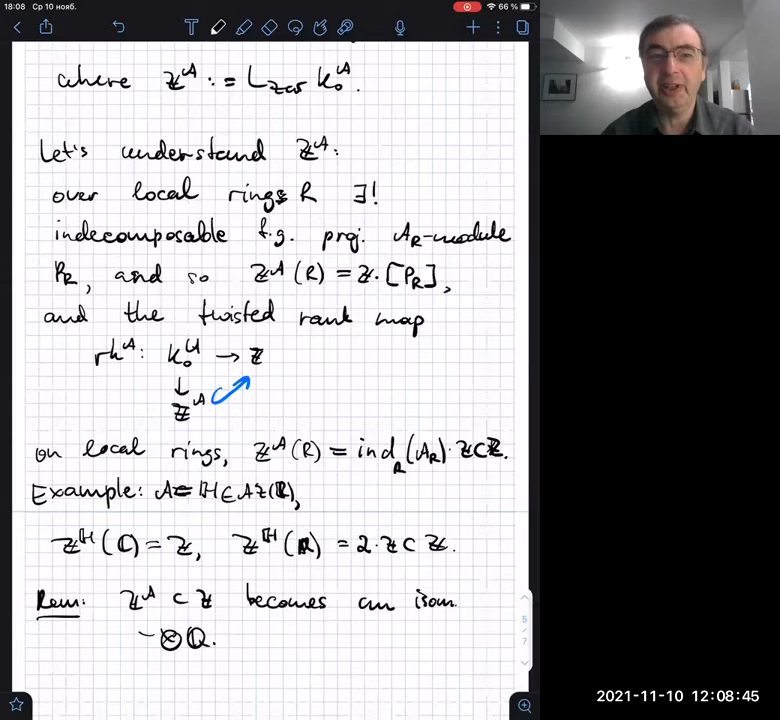 18:08 Ср 10 нояб.
66 %
where ℤ^A := L_Zar K₀^A.
Let's understand ℤ^A:
over local rings R ∃!
indecomposable f.g. proj. A_R-module
P_R, and so ℤ^A(R) = ℤ·[P_R],
and the twisted rank map
rk^A: K₀^A → ℤ
↓
ℤ^A
on local rings, ℤ^A(R) = ind_R(A_R)·ℤ⊂ℤ.
Example: A=ℍ∈Az(ℝ),
ℤ^ℍ(ℂ) = ℤ, ℤ^ℍ(ℝ) = 2·ℤ ⊂ ℤ.
Rem: ℤ^A ⊂ ℤ becomes an isom.
-⊗ℚ.
5
/
7
2021-11-10 12:08:45